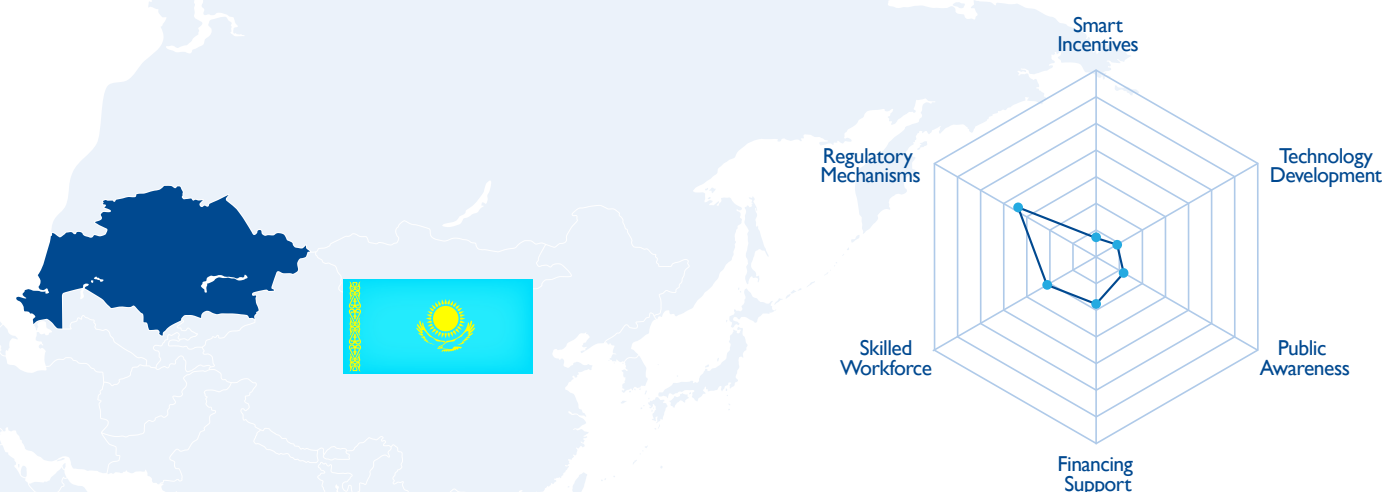 Smart
Incentives
Technology
Development
Public
Awareness
Financing
Support
Skilled
Workforce
Regulatory
Mechanisms